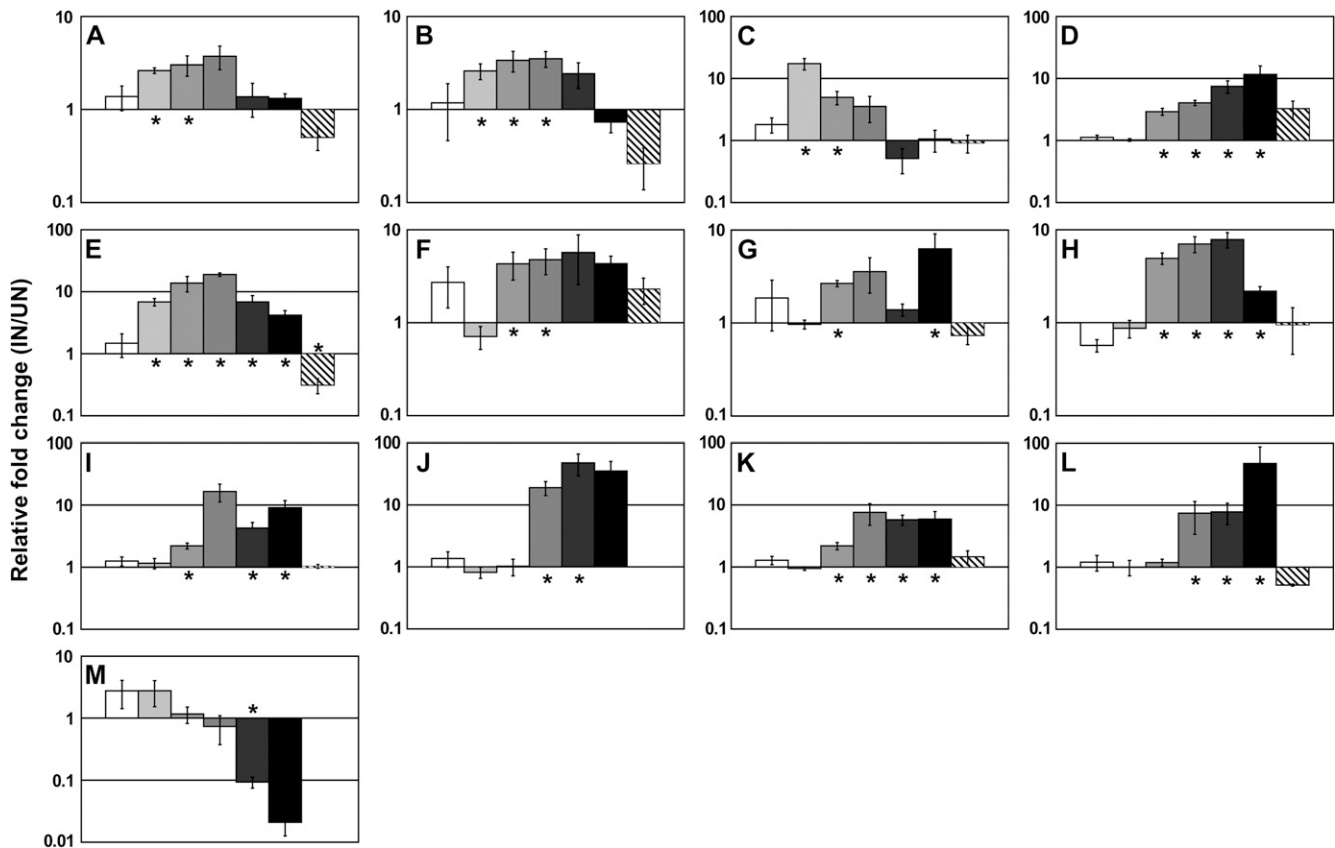 Relative fold change (IN/UN)
10 A 1 0.1 * *
10 B 1 0.1 * * *
100 C 10 1 0.1 * *
100 D 10 1 0.1 * * * *
100 E 10 1 0.1 * * * * * *
10 F 1 0.1 * *
10 G 1 0.1 * *
10 H 1 0.1 * * * *
100 I 10 1 0.1 * * *
100 J 10 1 0.1 * *
100 K 10 1 0.1 * * * *
100 L 10 1 0.1 * * *
10 M 1 0.1 0.01 *